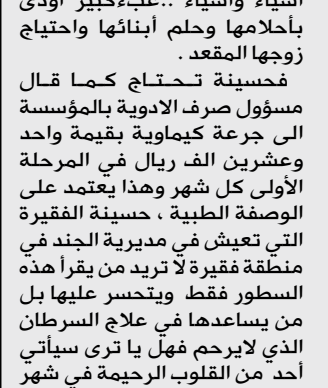 أشياء وأشياء ..عبءكبير أودى
بأحلامها وحلم أبنائها واحتياج
زوجها المقعد .
فحسينة تـحـتـاج كـمـا قـال
مسؤول صرف الادوية بالمؤسسة
الى جرعة كيماوية بقيمة واحد
وعشرين الف ريال في المرحلة
الأولى كل شهر وهذا يعتمد على
الوصفة الطبية ، حسينة الفقيرة
التي تعيش في مديرية الجند في
منطقة فقيرة لا تريد من يقرأ هذه
السطور فقط ويتحسر عليها بل
من يساعدها في علاج السرطان
الذي لايرحم فهل يا ترى سيأتي
أحد من القلوب الرحيمة في شهر